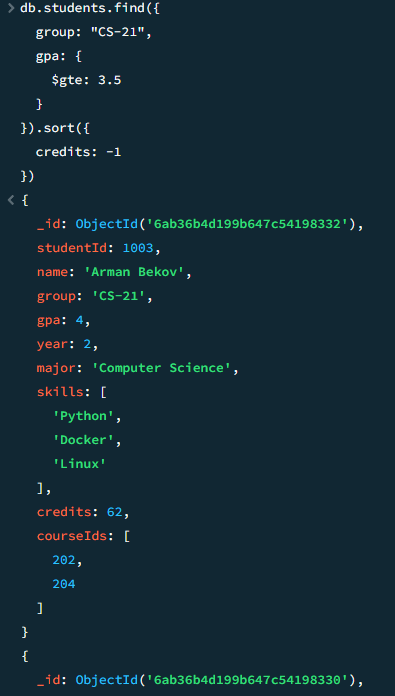 > db.students.find({
group: "CS-21",
gpa: {
$gte: 3.5
}
}).sort({
credits: -1
})
< {
_id: ObjectId('6ab36b4d199b647c54198332'),
studentId: 1003,
name: 'Arman Bekov',
group: 'CS-21',
gpa: 4,
year: 2,
major: 'Computer Science',
skills: [
'Python',
'Docker',
'Linux'
],
credits: 62,
courseIds: [
202,
204
]
}
{
_id: ObjectId('6ab36b4d199b647c54198330'),